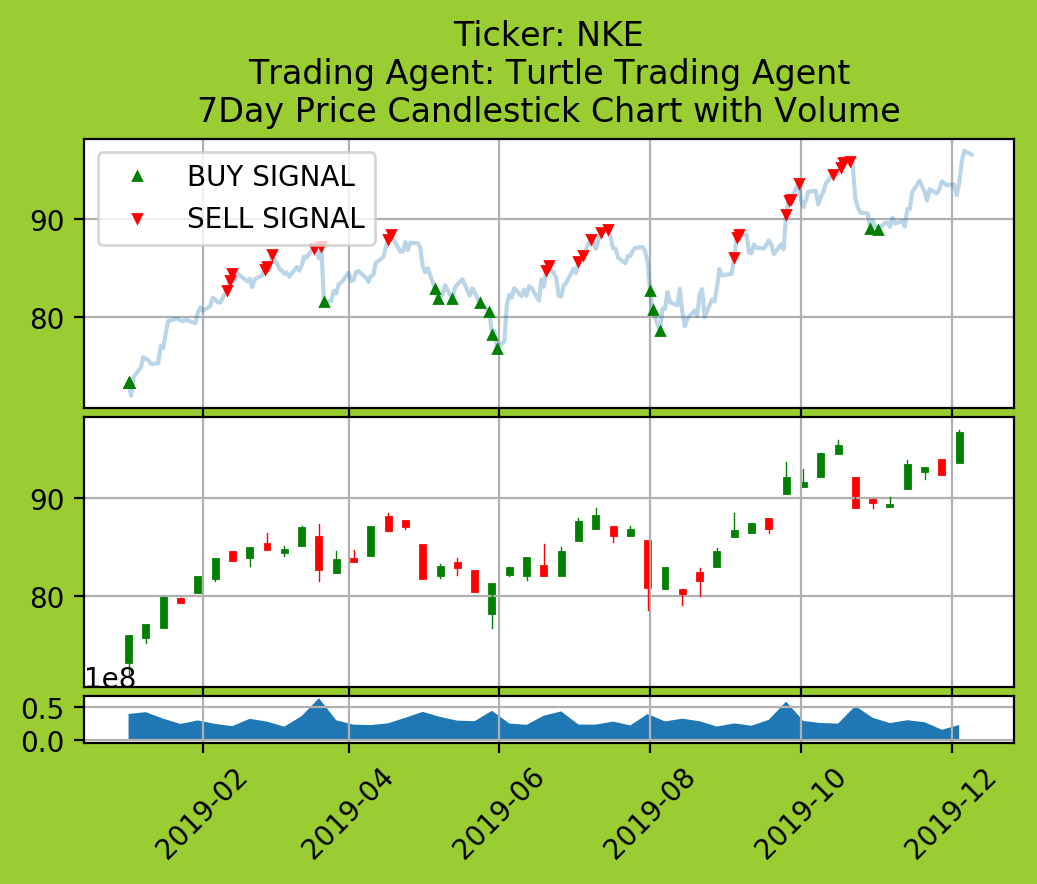 Ticker: NKE
Trading Agent: Turtle Trading Agent
7Day Price Candlestick Chart with Volume
BUY SIGNAL
SELL SIGNAL
90
80
90
80
1e8
0.5
0.0
2019-02
2019-04
2019-06
2019-08
2019-10
2019-12